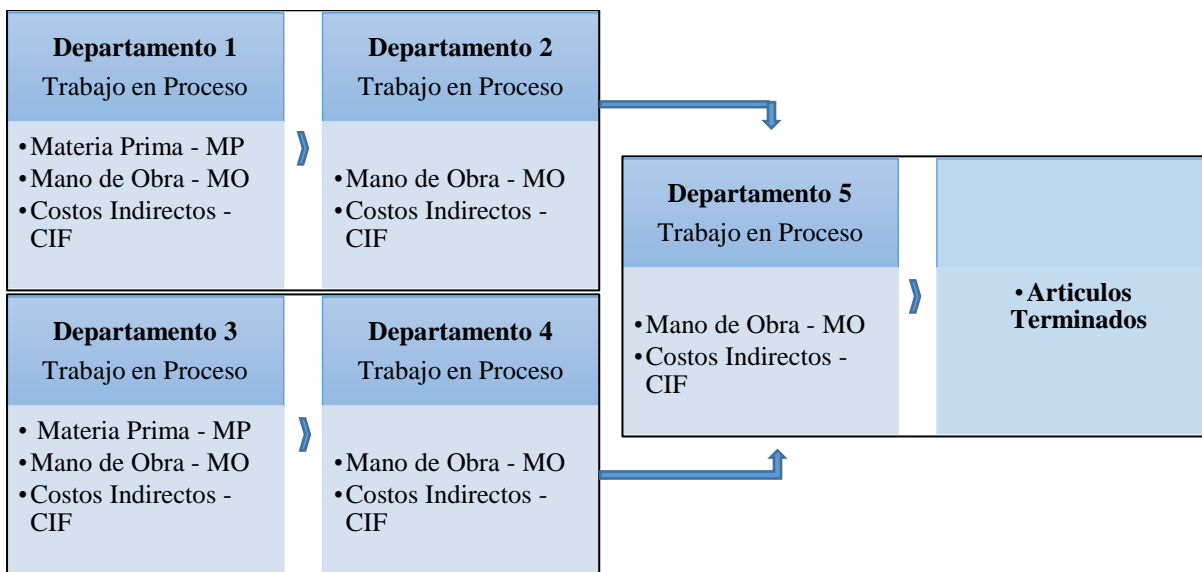 Departamento 1
Trabajo en Proceso
•Materia Prima - MP
•Mano de Obra - MO
•Costos Indirectos -
CIF
Departamento 2
Trabajo en Proceso
•Mano de Obra - MO
•Costos Indirectos -
CIF
Departamento 3
Trabajo en Proceso
• Materia Prima - MP
•Mano de Obra - MO
•Costos Indirectos -
CIF
Departamento 4
Trabajo en Proceso
•Mano de Obra - MO
•Costos Indirectos -
CIF
Departamento 5
Trabajo en Proceso
•Mano de Obra - MO
•Costos Indirectos -
CIF
•Articulos
Terminados